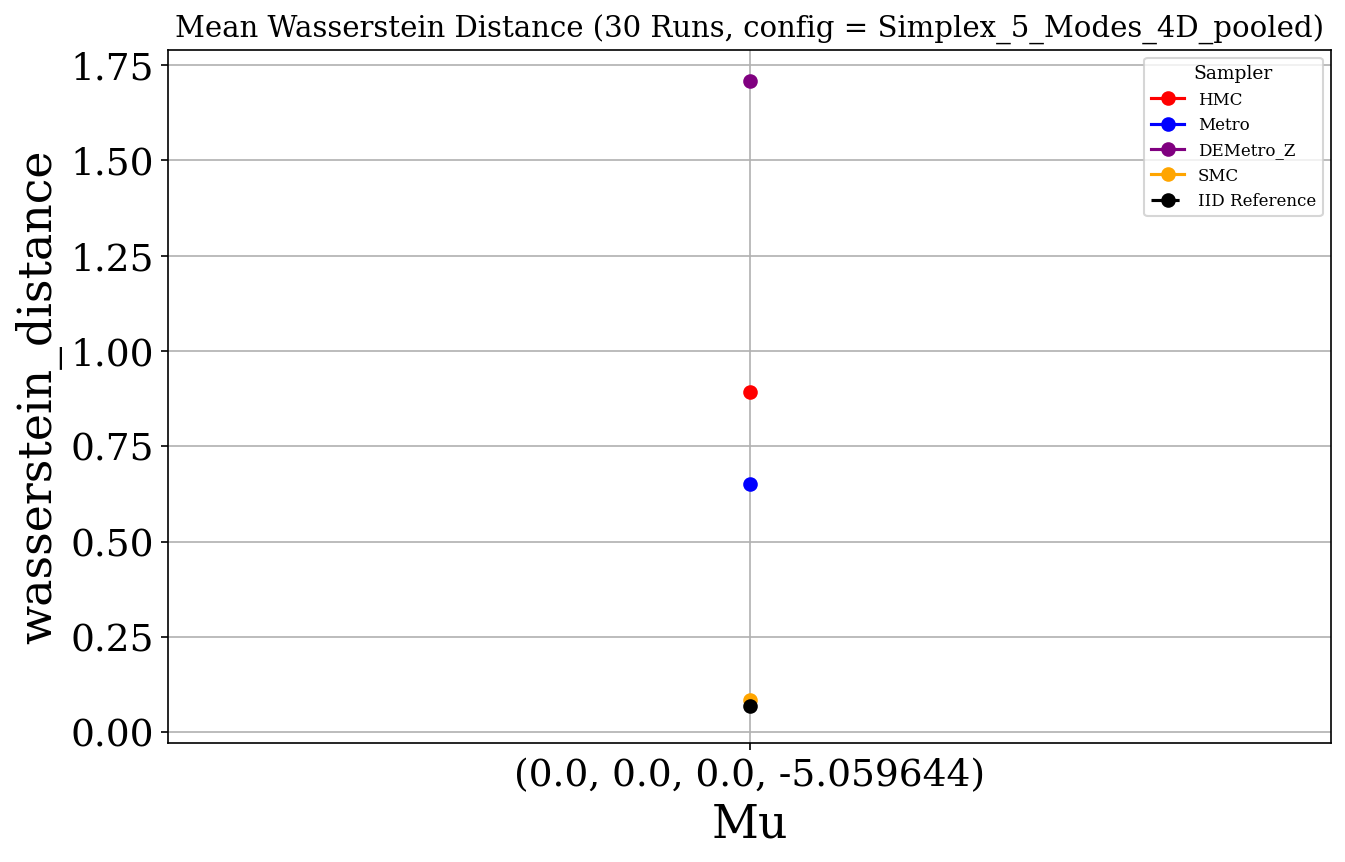 Mean Wasserstein Distance (30 Runs, config = Simplex_5_Modes_4D_pooled)
wasserstein_distance
1.75
1.50
1.25
1.00
0.75
0.50
0.25
0.00
Sampler
HMC
Metro
DEMetro_Z
SMC
IID Reference
(0.0, 0.0, 0.0, -5.059644)
Mu